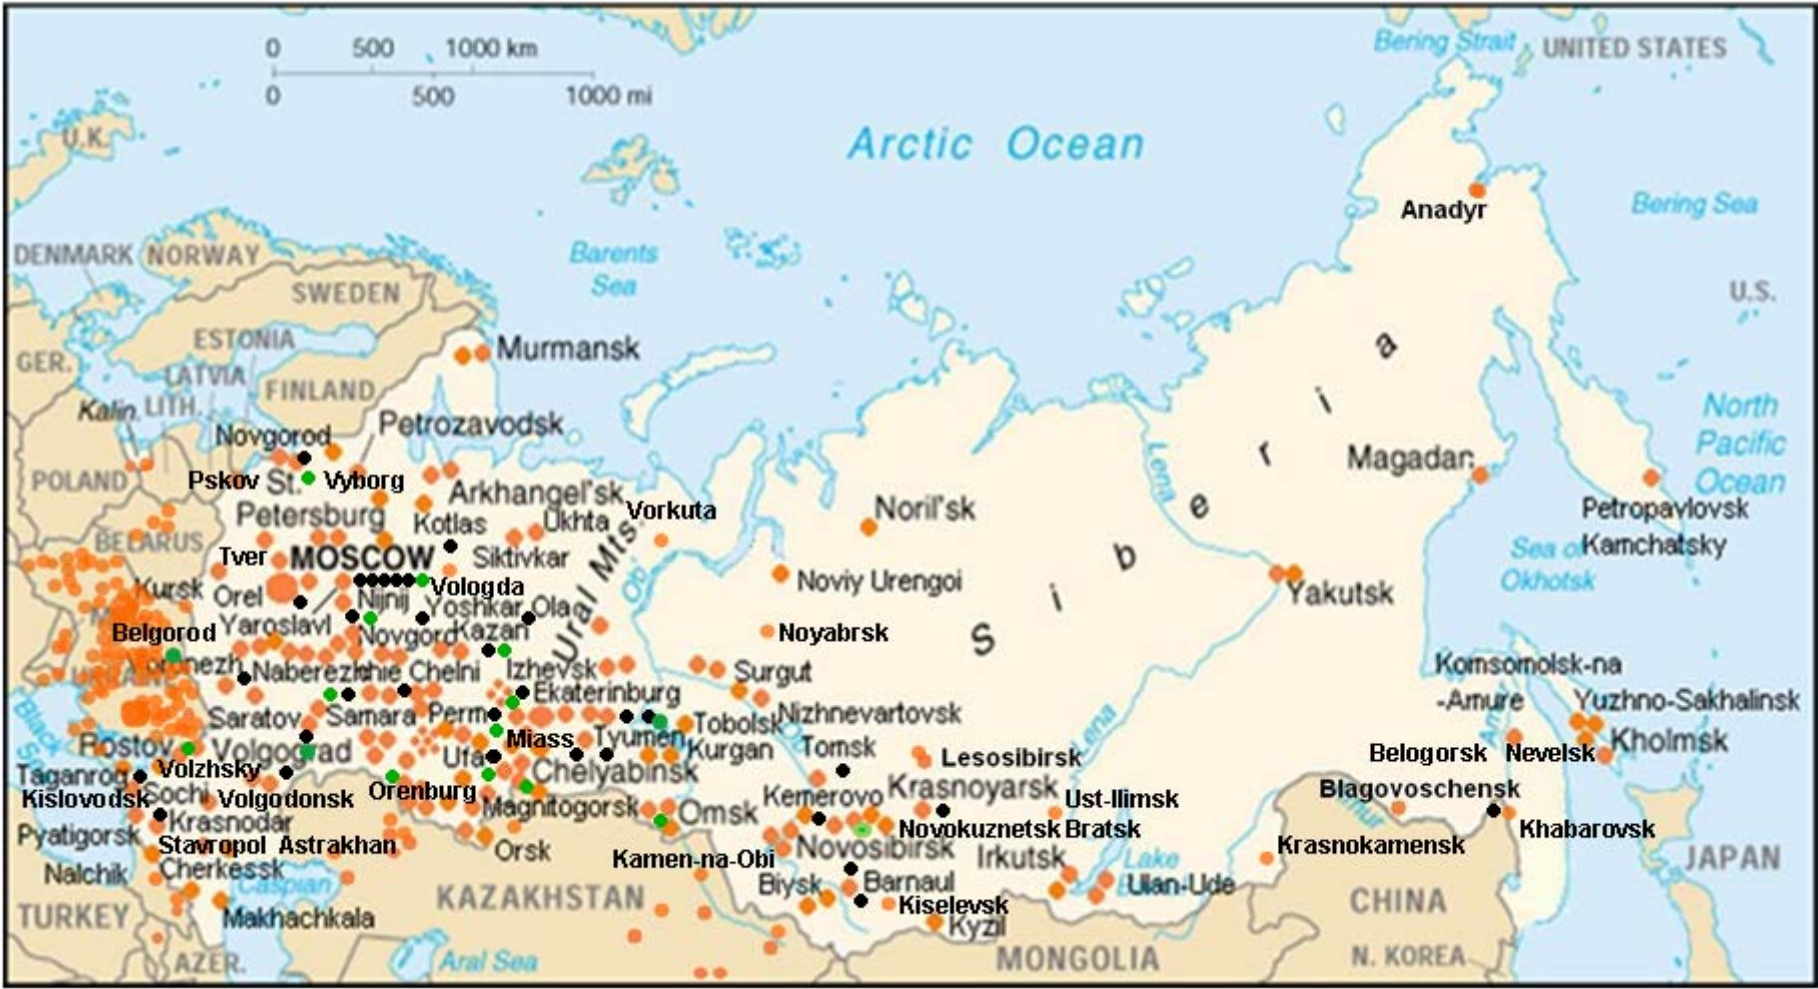 0 500 1000 km
0 500 1000 mi
Bering Strait
UNITED STATES
U.K.
Arctic Ocean
Anadyr
Bering Sea
DENMARK
NORWAY
Barents
Sea
SWEDEN
U.S.
ESTONIA
GER.
Murmansk
LATVIA
FINLAND
Kalin.
LITH.
a
i
r
e
b
i
S
North
Pacific
Ocean
Novgorod
Petrozavodsk
Lena
Magadan
POLAND
Pskov
St.
Vyborg
Petersburg
Arkhangel'sk
Vorkuta
Noril'sk
Petropavlovsk
Kamchatsky
Kotlas
Ukhta
BELARUS
Tver
MOSCOW
Siktivkar
Ural Mts.
Ob'
Sea of
Okhotsk
Noviy Urengoi
Yakutsk
Kursk
Orel
Nijnij
Vologda
Yoshkar Ola
Belgorod
Yaroslavl
Novgord
Kazan
Noyabrsk
Naberezhnie Chelni
Izhevsk
Surgut
Komsomolsk-na
-Amure
UKRAINE
Ekaterinburg
Yuzhno-Sakhalinsk
Black
Saratov
Samara
Perm
Tobolsk
Nizhnevartovsk
Lena
Rostov
Volgograd
Ufa
Miass
Tyumen
Kurgan
Tomsk
Lesosibirsk
Belogorsk
Nevelsk
Kholmsk
Taganrog
Volzhsky
Chelyabinsk
Krasnoyarsk
Blagovoschensk
Kislovodsk
Sochi
Volgodonsk
Orenburg
Magnitogorsk
Omsk
Kemerovo
Ust-Ilimsk
Amur
Pyatigorsk
Krasnodar
Novokuznetsk
Bratsk
Khabarovsk
Stavropol
Astrakhan
Orsk
Kamen-na-Obi
Novosibirsk
Irkutsk
Lake
Krasnokamensk
JAPAN
Nalchik
Cherkessk
Caspian
KAZAKHSTAN
Biysk
Barnaul
Ulan-Ude
CHINA
TURKEY
Makhachkala
Kiselevsk
Kyzil
AZER.
Aral Sea
MONGOLIA
N. KOREA